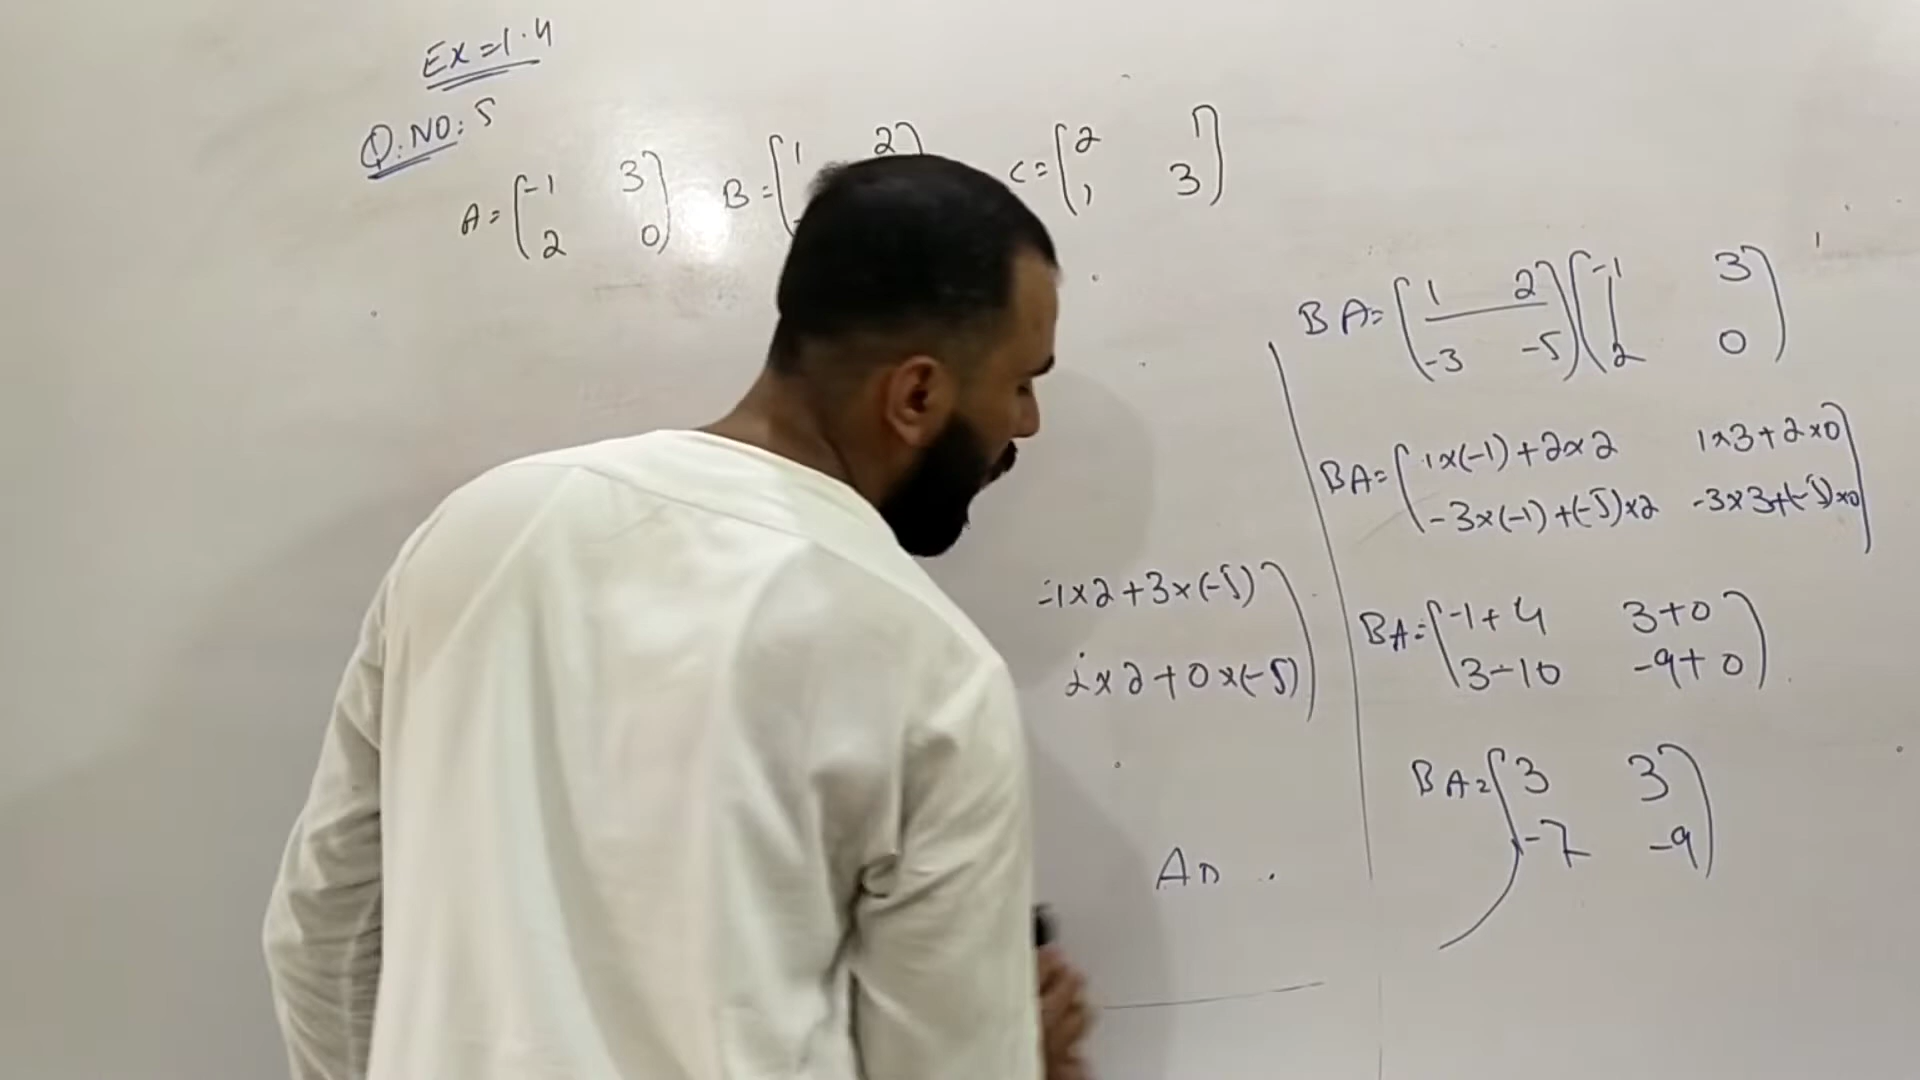 Ex = 1.4
Q.NO: 5
A = [-1 3
2 0]
B = [1 2]
C = [2 1
1 3]
-1×2+3×(-5)
2×2+0×(-5)
BA = [1 2
-3 -5] [-1 3
2 0]
BA = [1×(-1)+2×2 1×3+2×0
-3×(-1)+(-5)×2 -3×3+(-5)×0]
BA = [-1+4 3+0
3-10 -9+0]
BA = [3 3
-7 -9]